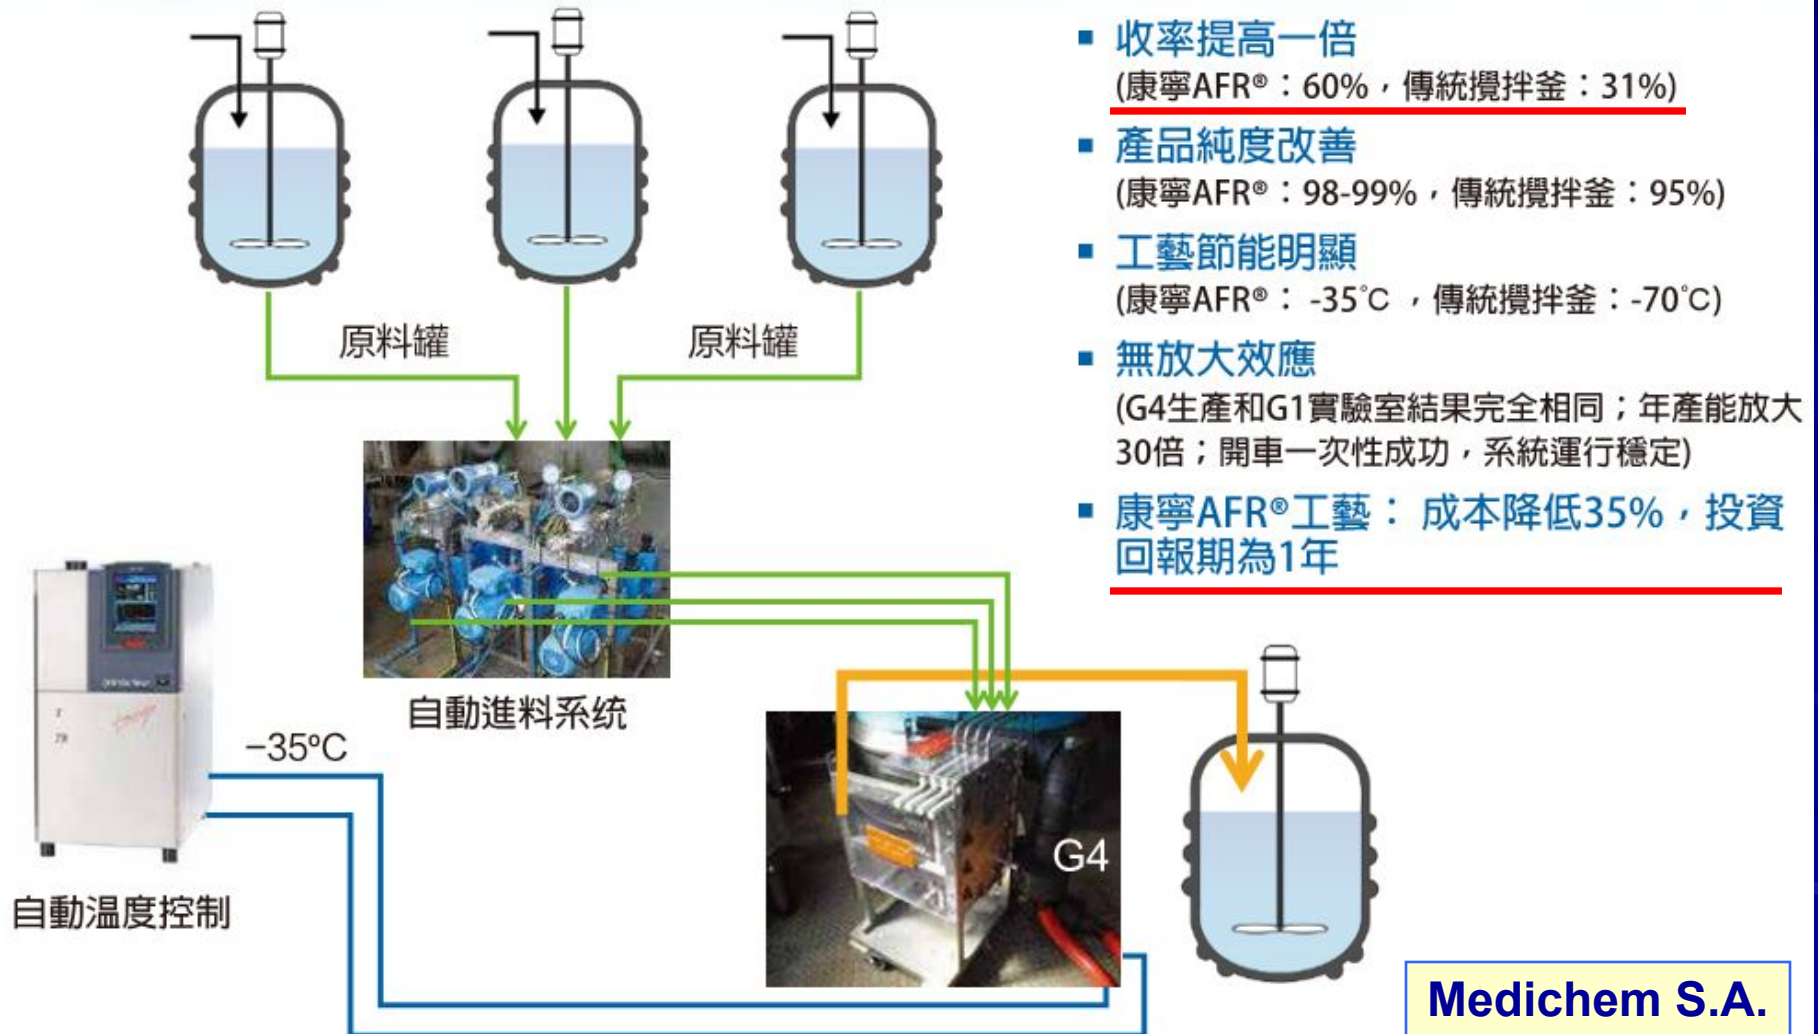 收率提高一倍
(康寧AFR®：60%，傳統攪拌釜：31%)
產品純度改善
(康寧AFR®：98-99%，傳統攪拌釜：95%)
工藝節能明顯
(康寧AFR®： -35°C ，傳統攪拌釜：-70°C)
無放大效應
(G4生產和G1實驗室結果完全相同；年產能放大
30倍；開車一次性成功，系統運行穩定)
康寧AFR®工藝： 成本降低35%，投資
回報期為1年
原料罐
原料罐
自動進料系统
−35ºC
自動温度控制
G4
Medichem S.A.